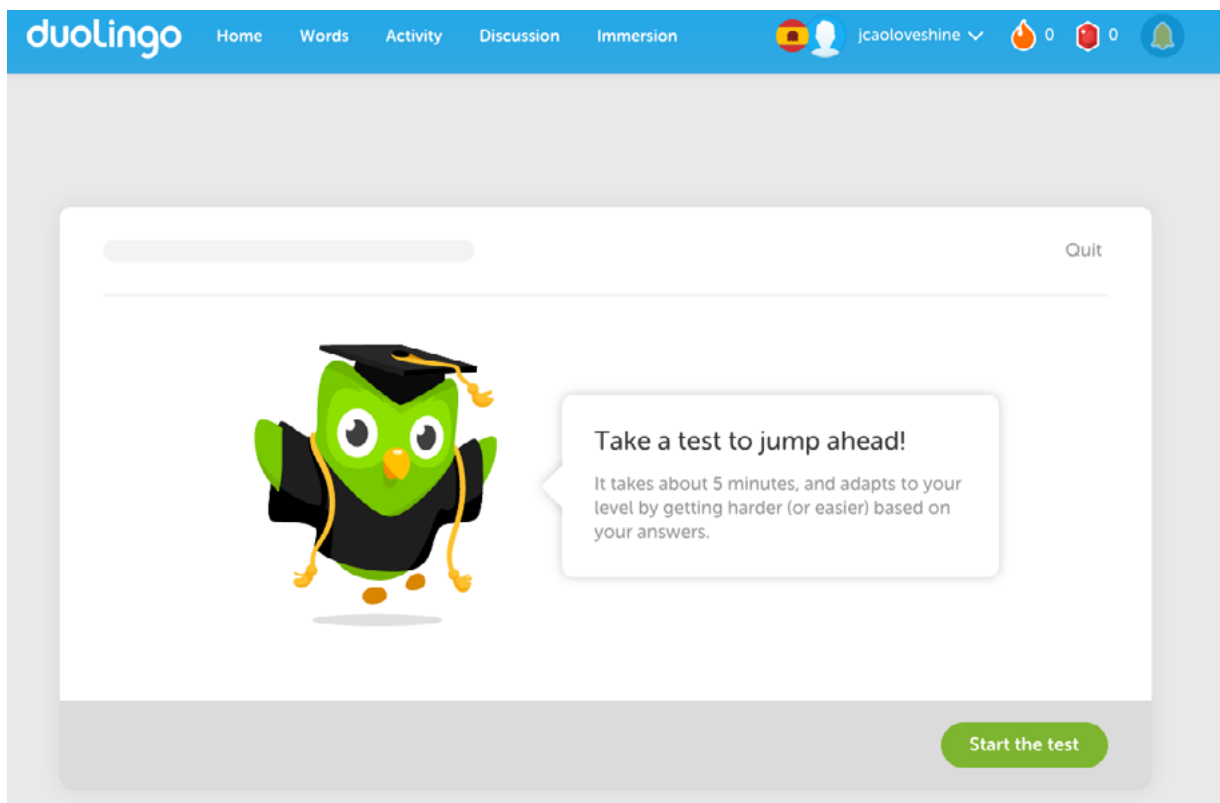 duolingo Home Words Activity Discussion Immersion jcaoloveshine 0 0
Quit
Take a test to jump ahead!
It takes about 5 minutes, and adapts to your
level by getting harder (or easier) based on
your answers.
Start the test